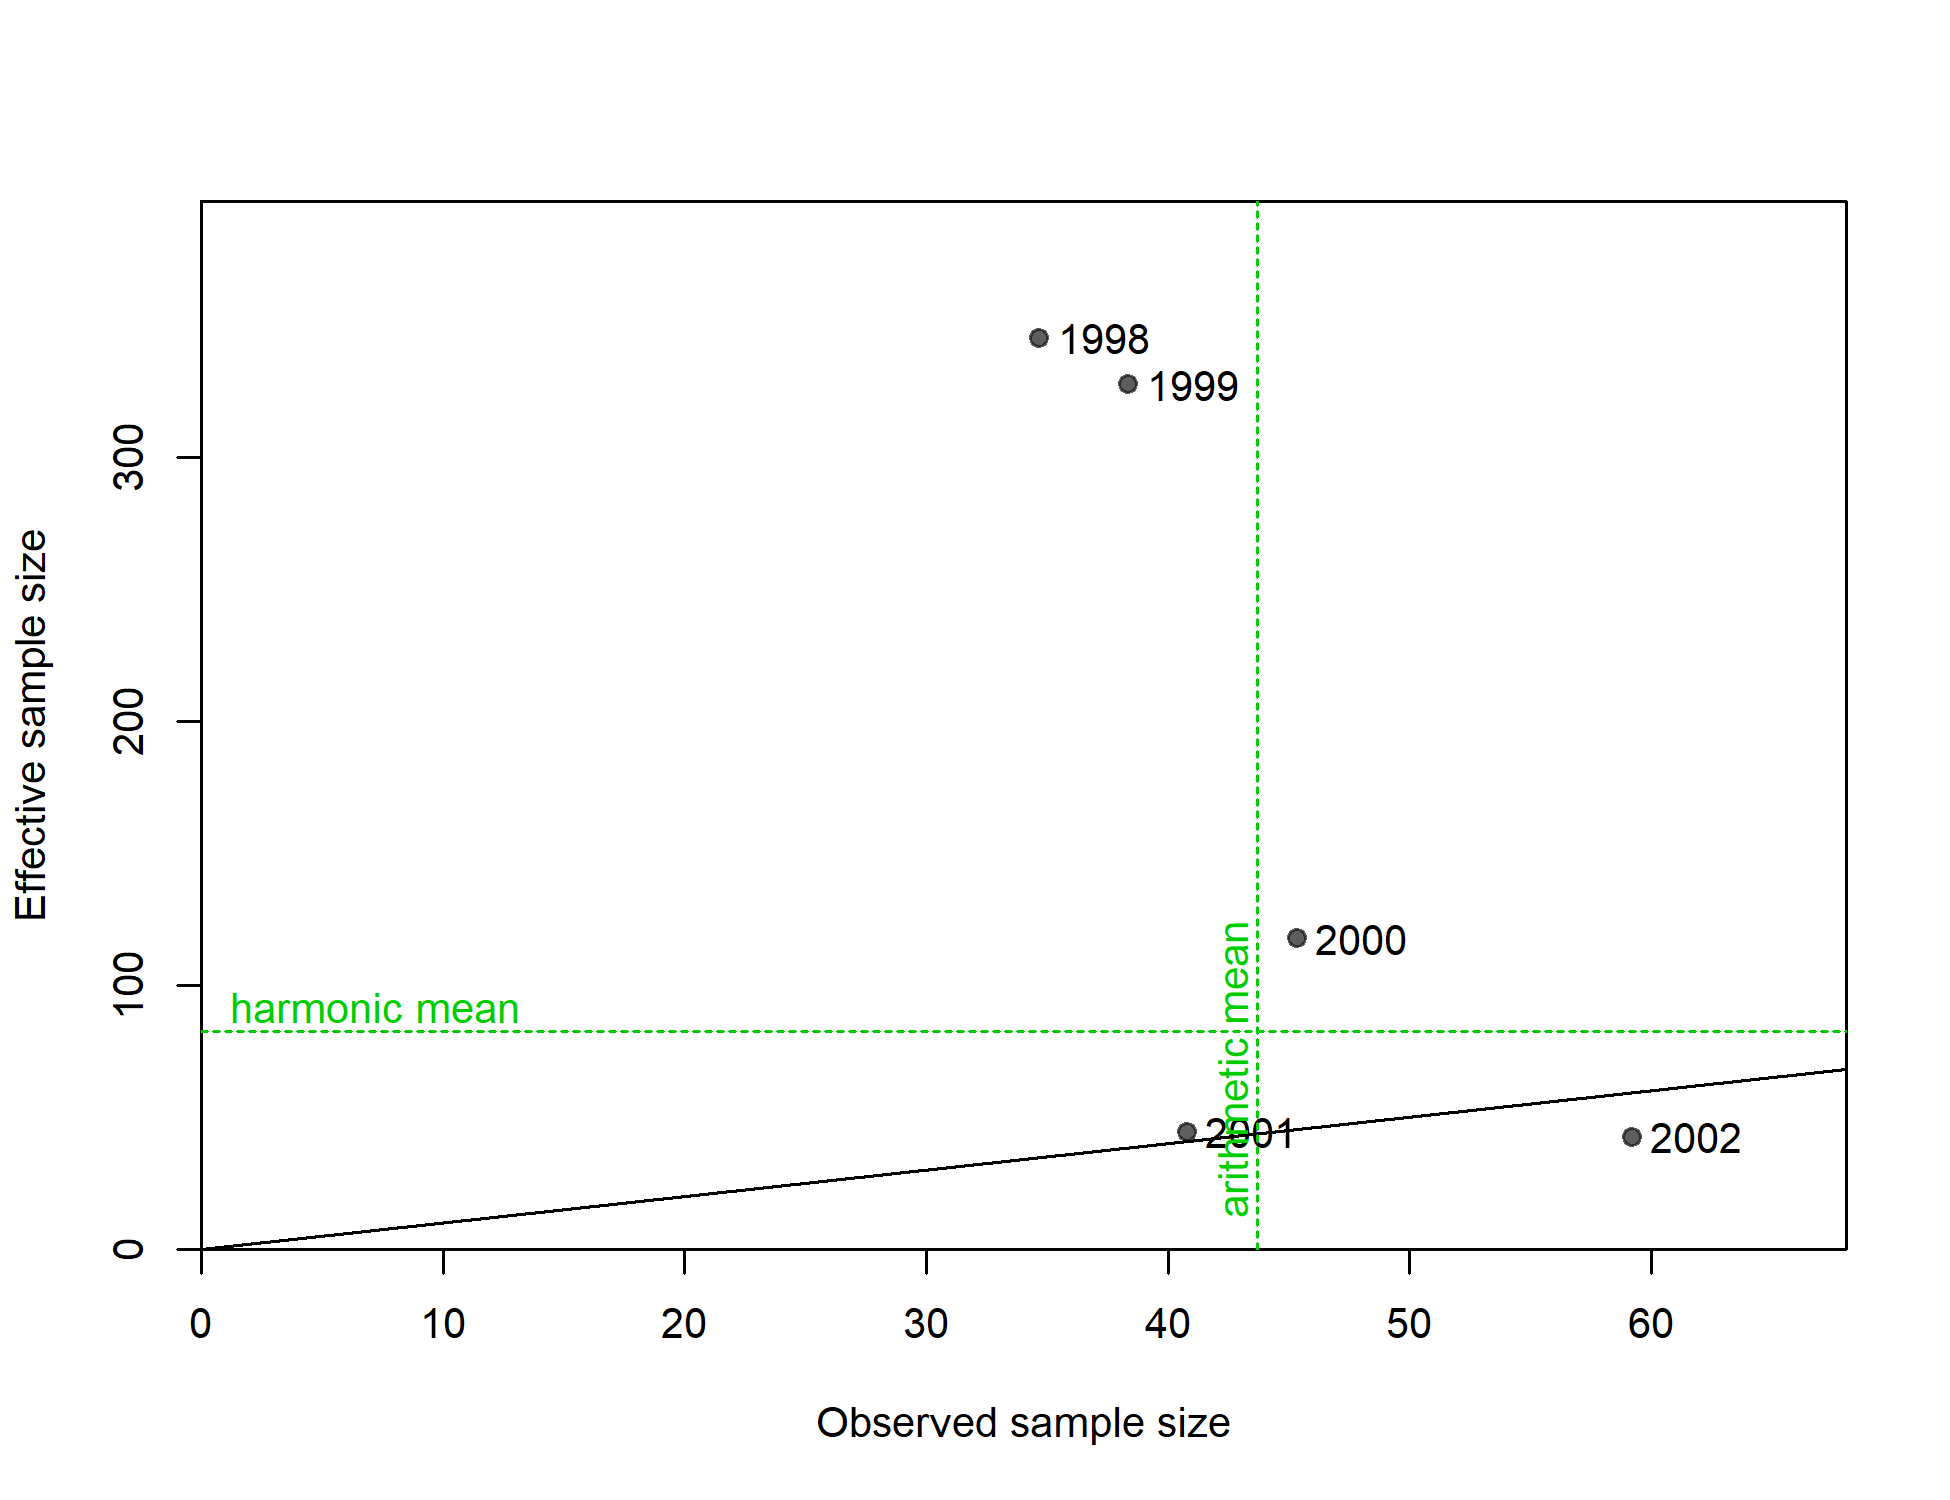 1998
1999
300
Effective sample size
200
2000
100
harmonic mean
arithmetic mean
2001
2002
0
0 10 20 30 40 50 60
Observed sample size